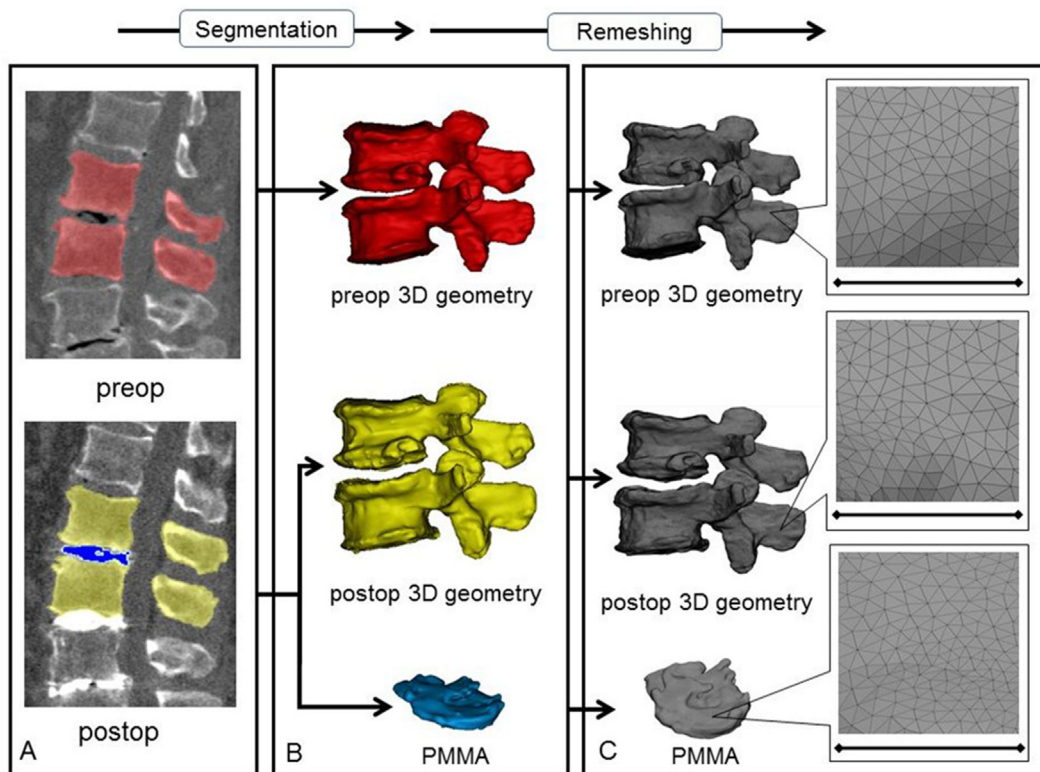 Segmentation
Remeshing
preop
postop
A
preop 3D geometry
postop 3D geometry
PMMA
B
preop 3D geometry
postop 3D geometry
PMMA
C